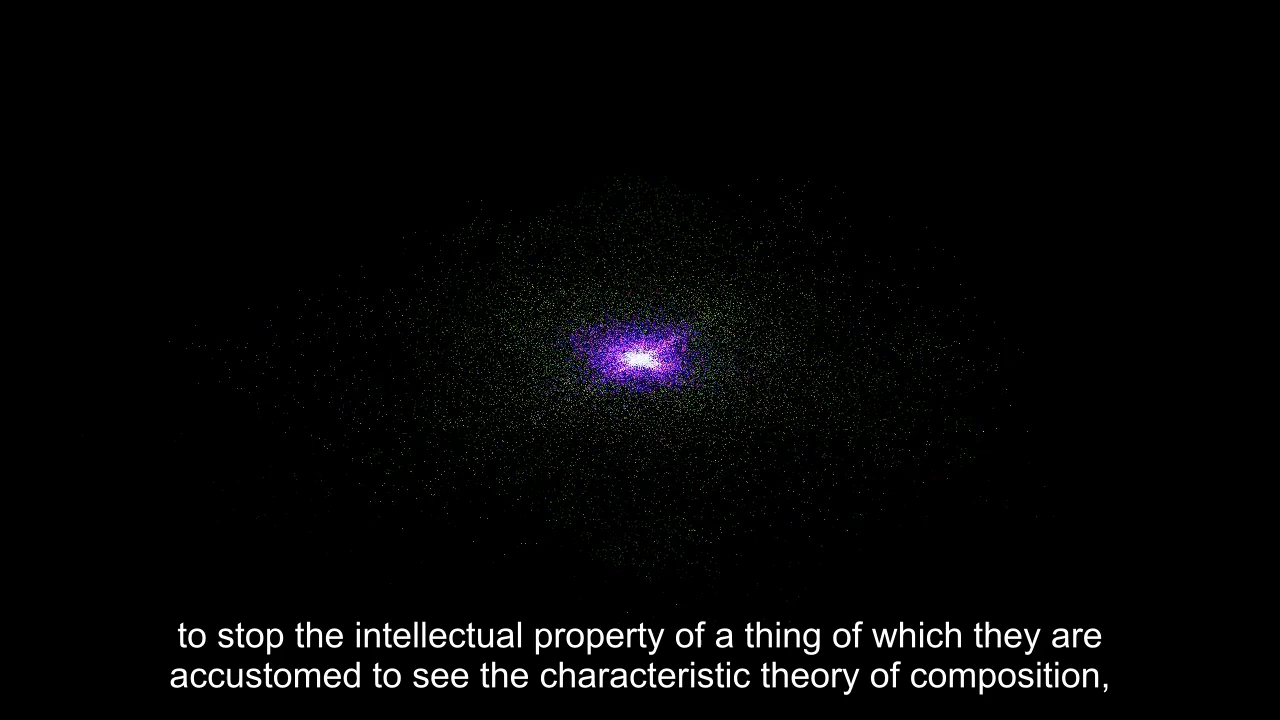 to stop the intellectual property of a thing of which they are
accustomed to see the characteristic theory of composition,